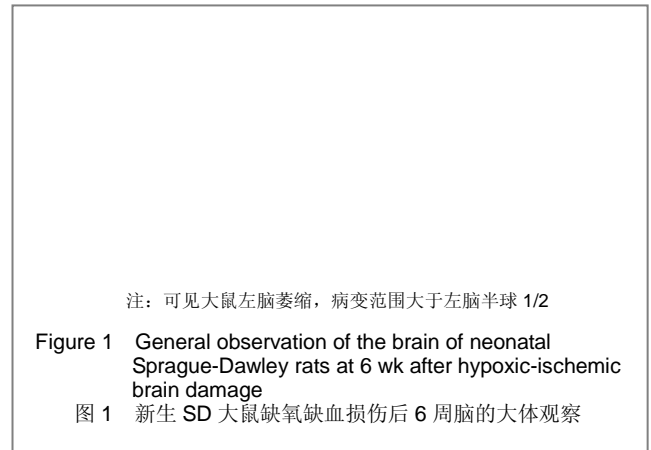 注：可见大鼠左脑萎缩，病变范围大于左脑半球 1/2
Figure 1 General observation of the brain of neonatal
Sprague-Dawley rats at 6 wk after hypoxic-ischemic
brain damage
图 1 新生 SD 大鼠缺氧缺血损伤后 6 周脑的大体观察